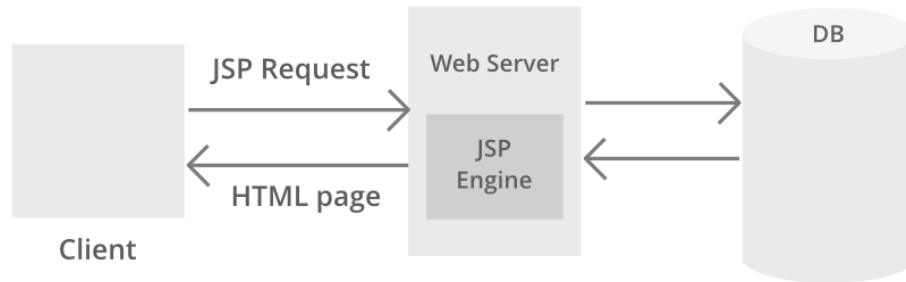 JSP Request
HTML page
Client
Web Server
JSP
Engine
DB